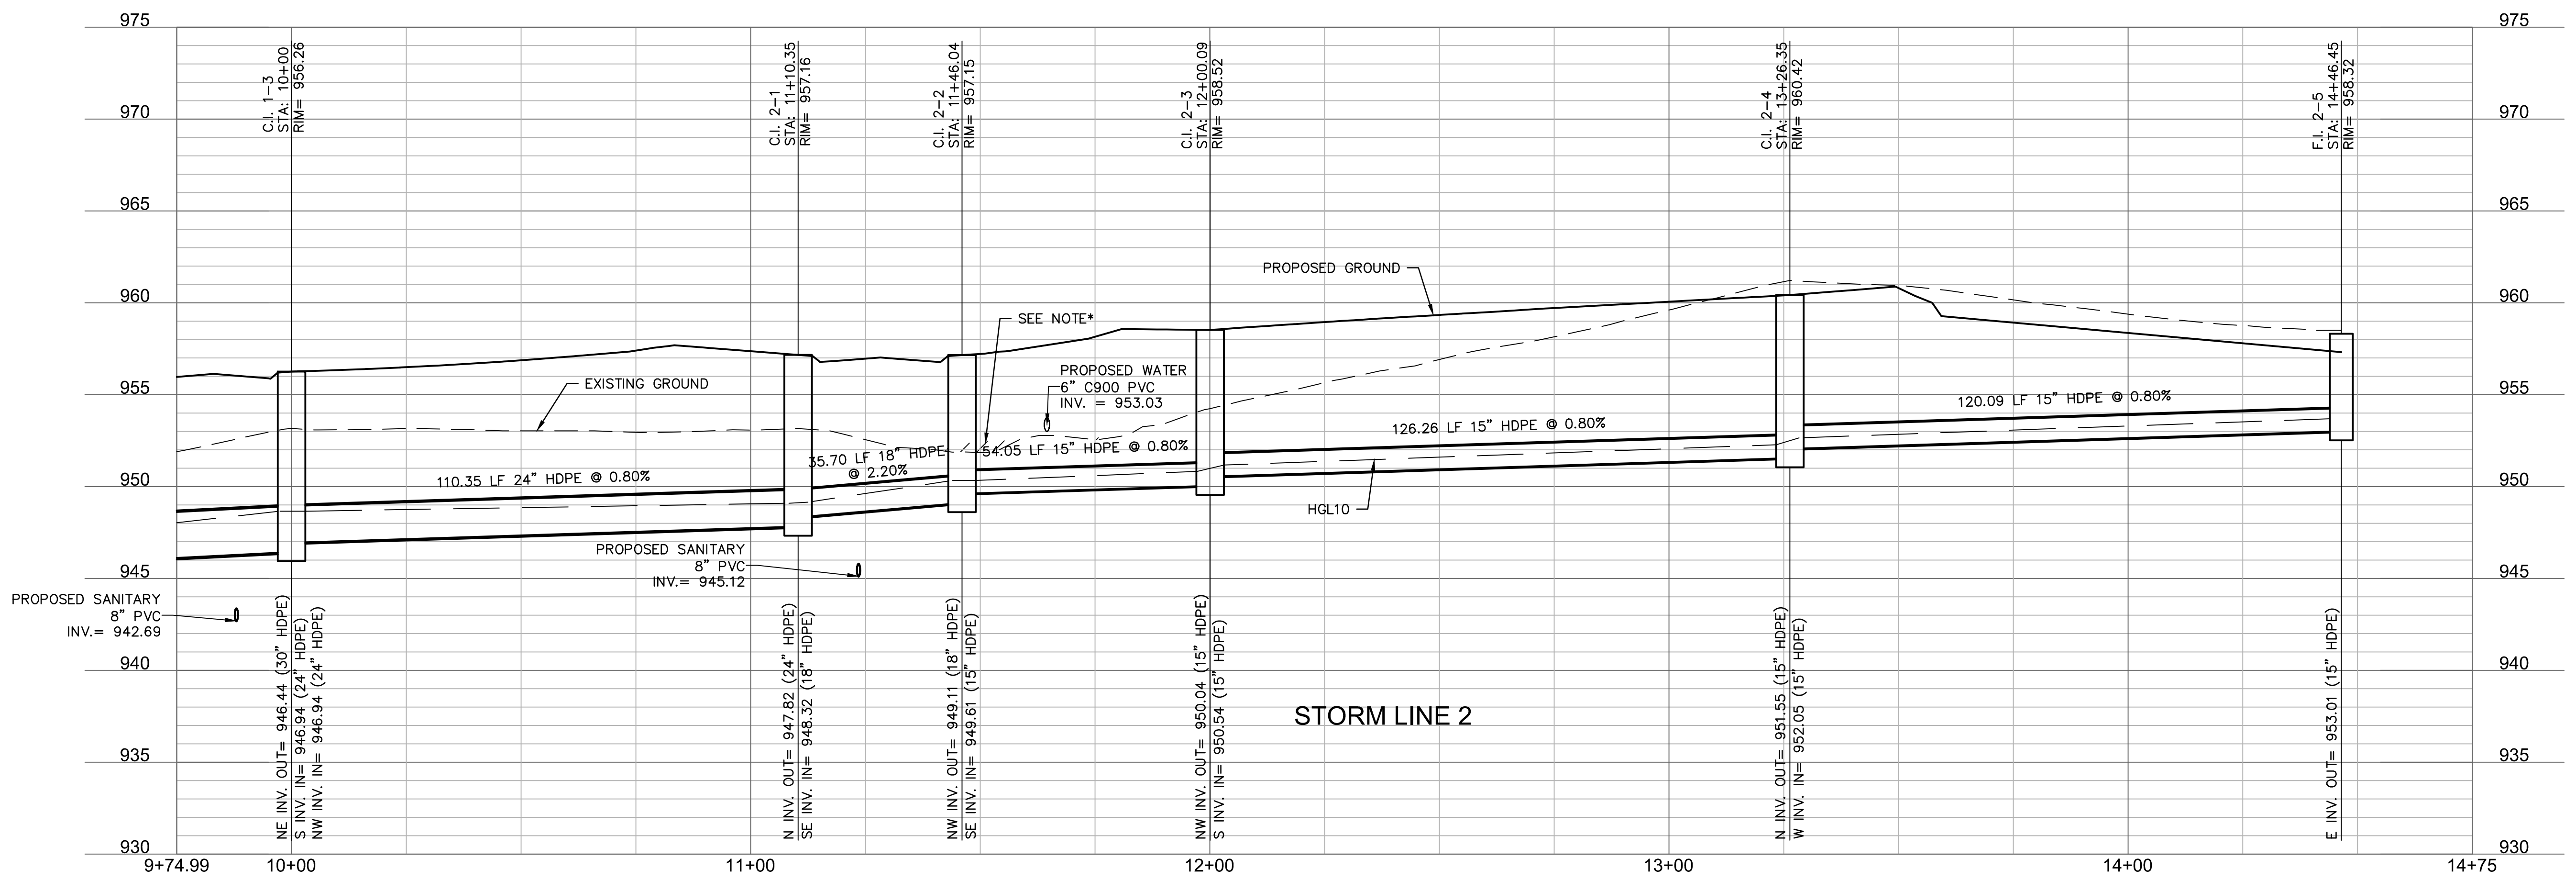 975
975
970
970
965
965
960
960
955
955
950
950
945
945
940
940
935
935
930
930
C.I. 1-3
STA: 10+00
RIM= 956.26
C.I. 2-1
STA: 11+10.35
RIM= 957.16
C.I. 2-2
STA: 11+46.04
RIM= 957.15
C.I. 2-3
STA: 12+00.09
RIM= 958.52
C.I. 2-4
STA: 13+26.35
RIM= 960.42
F.I. 2-5
STA: 14+46.45
RIM= 958.32
PROPOSED GROUND
SEE NOTE*
EXISTING GROUND
PROPOSED WATER
6" C900 PVC
INV. = 953.03
110.35 LF 24" HDPE @ 0.80%
35.70 LF 18" HDPE
@ 2.20%
54.05 LF 15" HDPE @ 0.80%
126.26 LF 15" HDPE @ 0.80%
120.09 LF 15" HDPE @ 0.80%
HGL10
PROPOSED SANITARY
8" PVC
INV.= 945.12
PROPOSED SANITARY
8" PVC
INV.= 942.69
NE INV. OUT= 946.44 (30" HDPE)
S INV. IN= 946.94 (24" HDPE)
NW INV. IN= 946.94 (24" HDPE)
N INV. OUT= 947.82 (24" HDPE)
SE INV. IN= 948.32 (18" HDPE)
NW INV. OUT= 949.11 (18" HDPE)
SE INV. IN= 949.61 (15" HDPE)
NW INV. OUT= 950.04 (15" HDPE)
S INV. IN= 950.54 (15" HDPE)
N INV. OUT= 951.55 (15" HDPE)
W INV. IN= 952.05 (15" HDPE)
E INV. OUT= 953.01 (15" HDPE)
STORM LINE 2
9+74.99
10+00
11+00
12+00
13+00
14+00
14+75